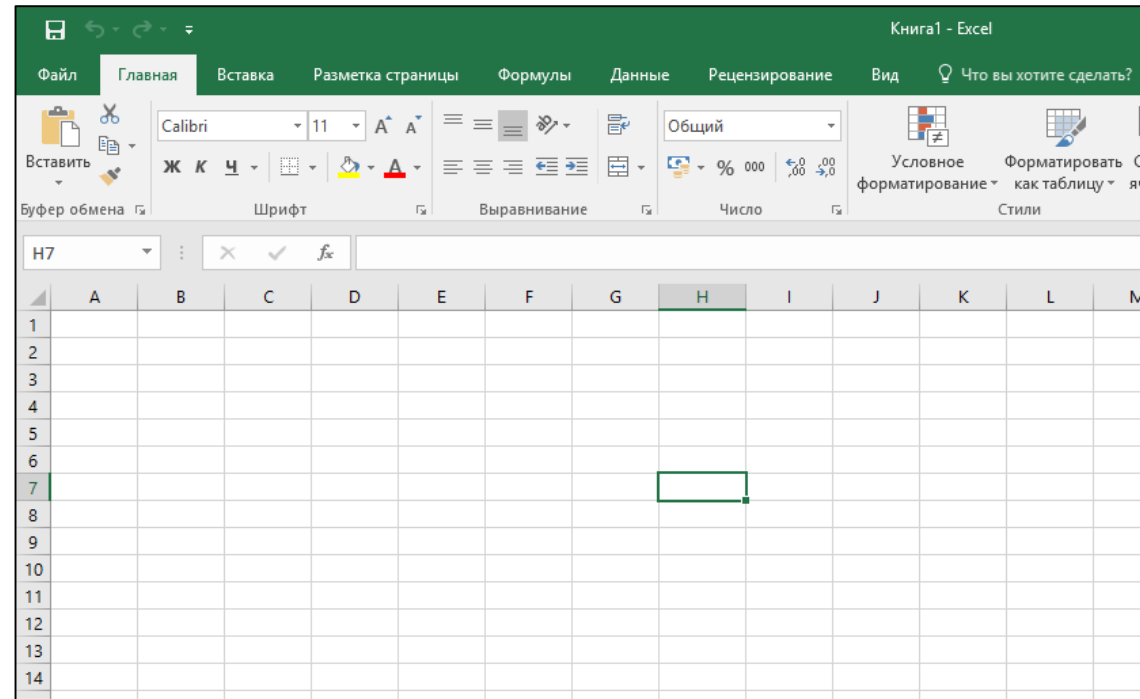 Книга1 - Excel
Файл Главная Вставка Разметка страницы Формулы Данные Рецензирование Вид Что вы хотите сделать?
Calibri 11 Общий
Вставить Ж К Ч % 000 Условное форматирование Форматировать как таблицу
Буфер обмена Шрифт Выравнивание Число Стили
H7 fx
A B C D E F G H I J K L M
1
2
3
4
5
6
7
8
9
10
11
12
13
14